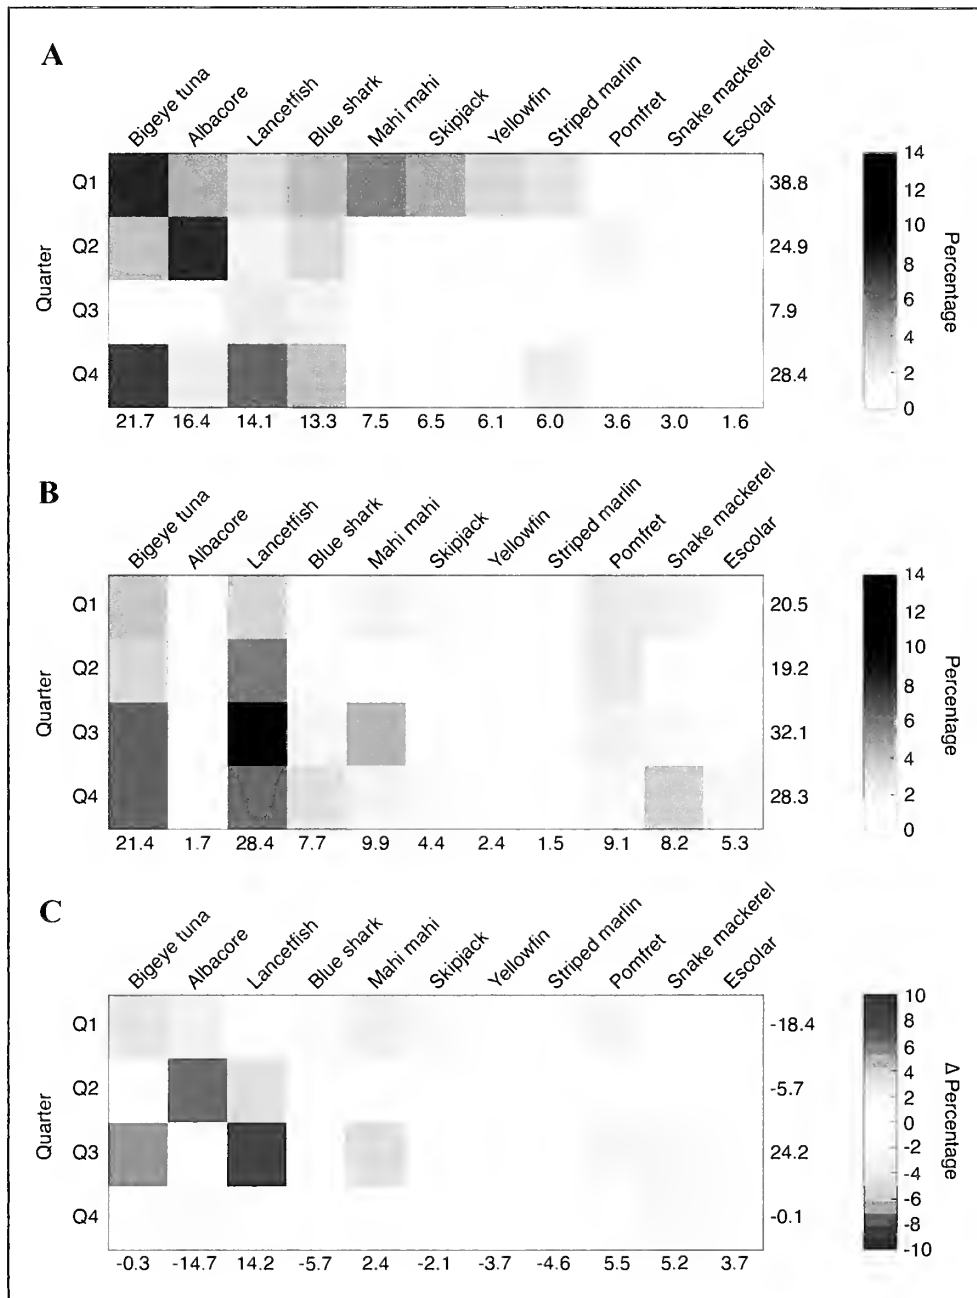 A
Bigeye tuna Albacore Lancetfish Blue shark Mahi mahi Skipjack Yellowfin Striped marlin Pomfret Snake mackerel Escolar
Quarter
Q1 38.8
Q2 24.9
Q3 7.9
Q4 28.4
21.7 16.4 14.1 13.3 7.5 6.5 6.1 6.0 3.6 3.0 1.6
14
12
10
8
6
4
2
0
Percentage
B
Bigeye tuna Albacore Lancetfish Blue shark Mahi mahi Skipjack Yellowfin Striped marlin Pomfret Snake mackerel Escolar
Quarter
Q1 20.5
Q2 19.2
Q3 32.1
Q4 28.3
21.4 1.7 28.4 7.7 9.9 4.4 2.4 1.5 9.1 8.2 5.3
14
12
10
8
6
4
2
0
Percentage
C
Bigeye tuna Albacore Lancetfish Blue shark Mahi mahi Skipjack Yellowfin Striped marlin Pomfret Snake mackerel Escolar
Quarter
Q1 -18.4
Q2 -5.7
Q3 24.2
Q4 -0.1
-0.3 -14.7 14.2 -5.7 2.4 -2.1 -3.7 -4.6 5.5 5.2 3.7
10
8
6
4
2
0
-2
-4
-6
-8
-10
Δ Percentage